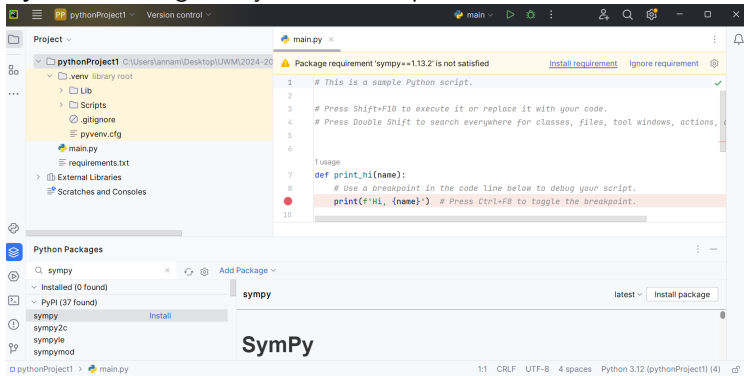 PP pythonProject1 Version control main
Project
main.py
pythonProject1 C:\Users\annam\Desktop\UWM\2024-20
Package requirement 'sympy==1.13.2' is not satisfied Install requirement Ignore requirement
.venv library root
Lib
Scripts
.gitignore
pyvenv.cfg
main.py
requirements.txt
External Libraries
Scratches and Consoles
1 # This is a sample Python script.
2
3 # Press Shift+F10 to execute it or replace it with your code.
4 # Press Double Shift to search everywhere for classes, files, tool windows, actions,
5
6
1 usage
7 def print_hi(name):
8 # Use a breakpoint in the code line below to debug your script.
print(f'Hi, {name}') # Press Ctrl+F8 to toggle the breakpoint.
10
Python Packages
sympy Add Package
Installed (0 found)
PyPI (37 found)
sympy Install
sympy2c
sympyle
sympymod
sympy latest Install package
SymPy
pythonProject1 > main.py 1:1 CRLF UTF-8 4 spaces Python 3.12 (pythonProject1) (4)